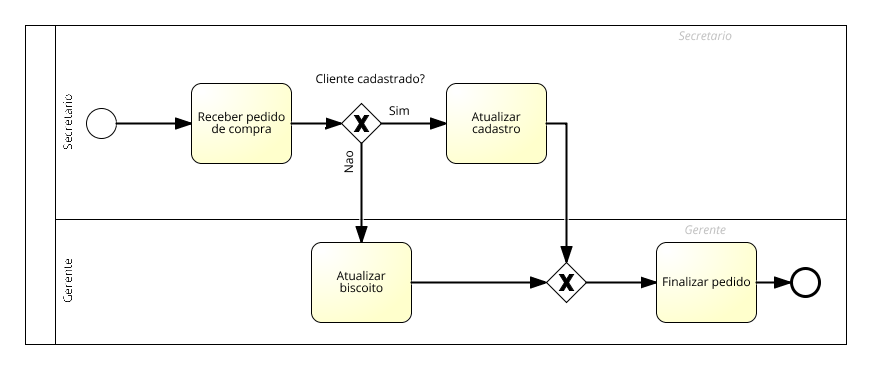 Secretario
Secretario
Cliente cadastrado?
Receber pedido
de compra
Sim
Atualizar
cadastro
Nao
Gerente
Gerente
Atualizar
biscoito
Finalizar pedido